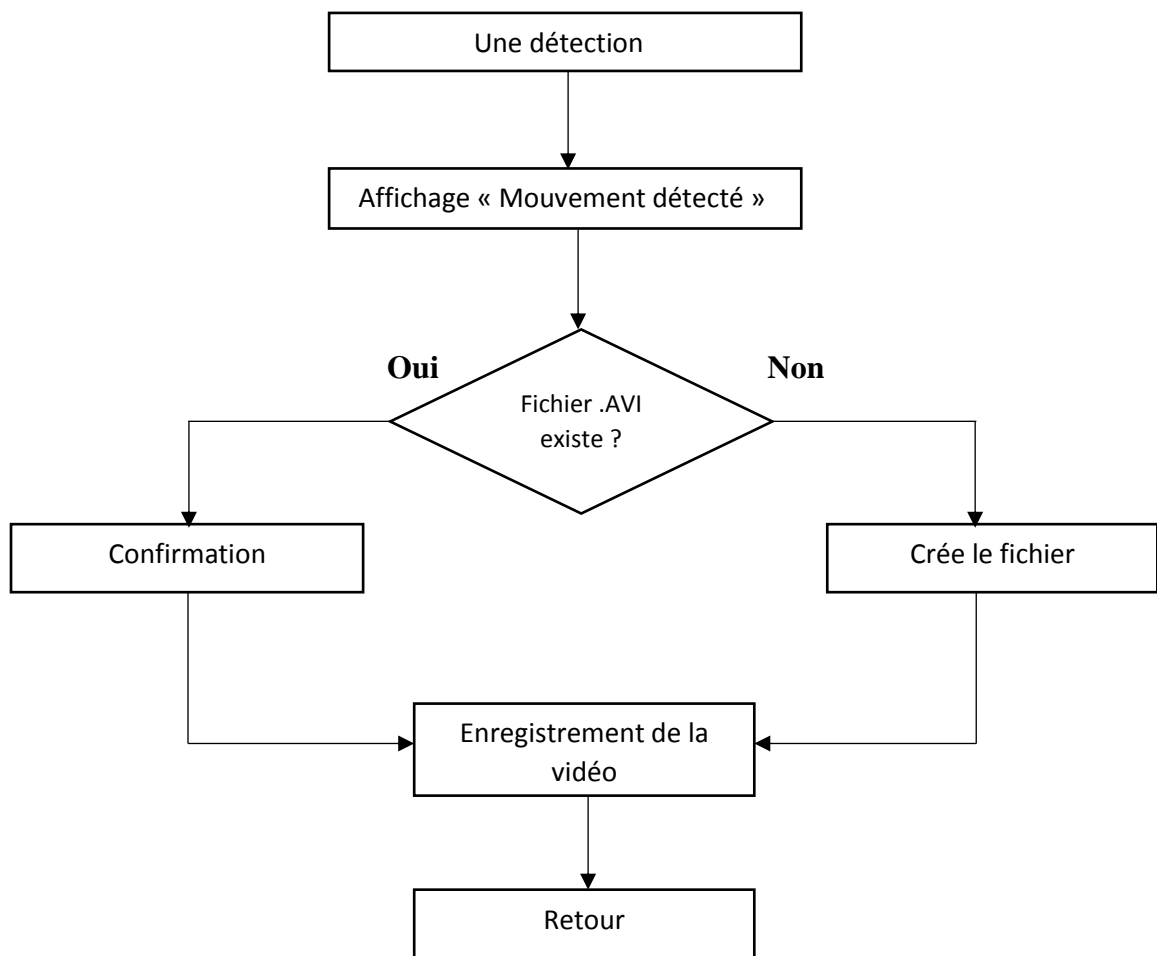 Une détection
Affichage « Mouvement détecté »
Oui
Non
Fichier .AVI
existe ?
Confirmation
Crée le fichier
Enregistrement de la
vidéo
Retour